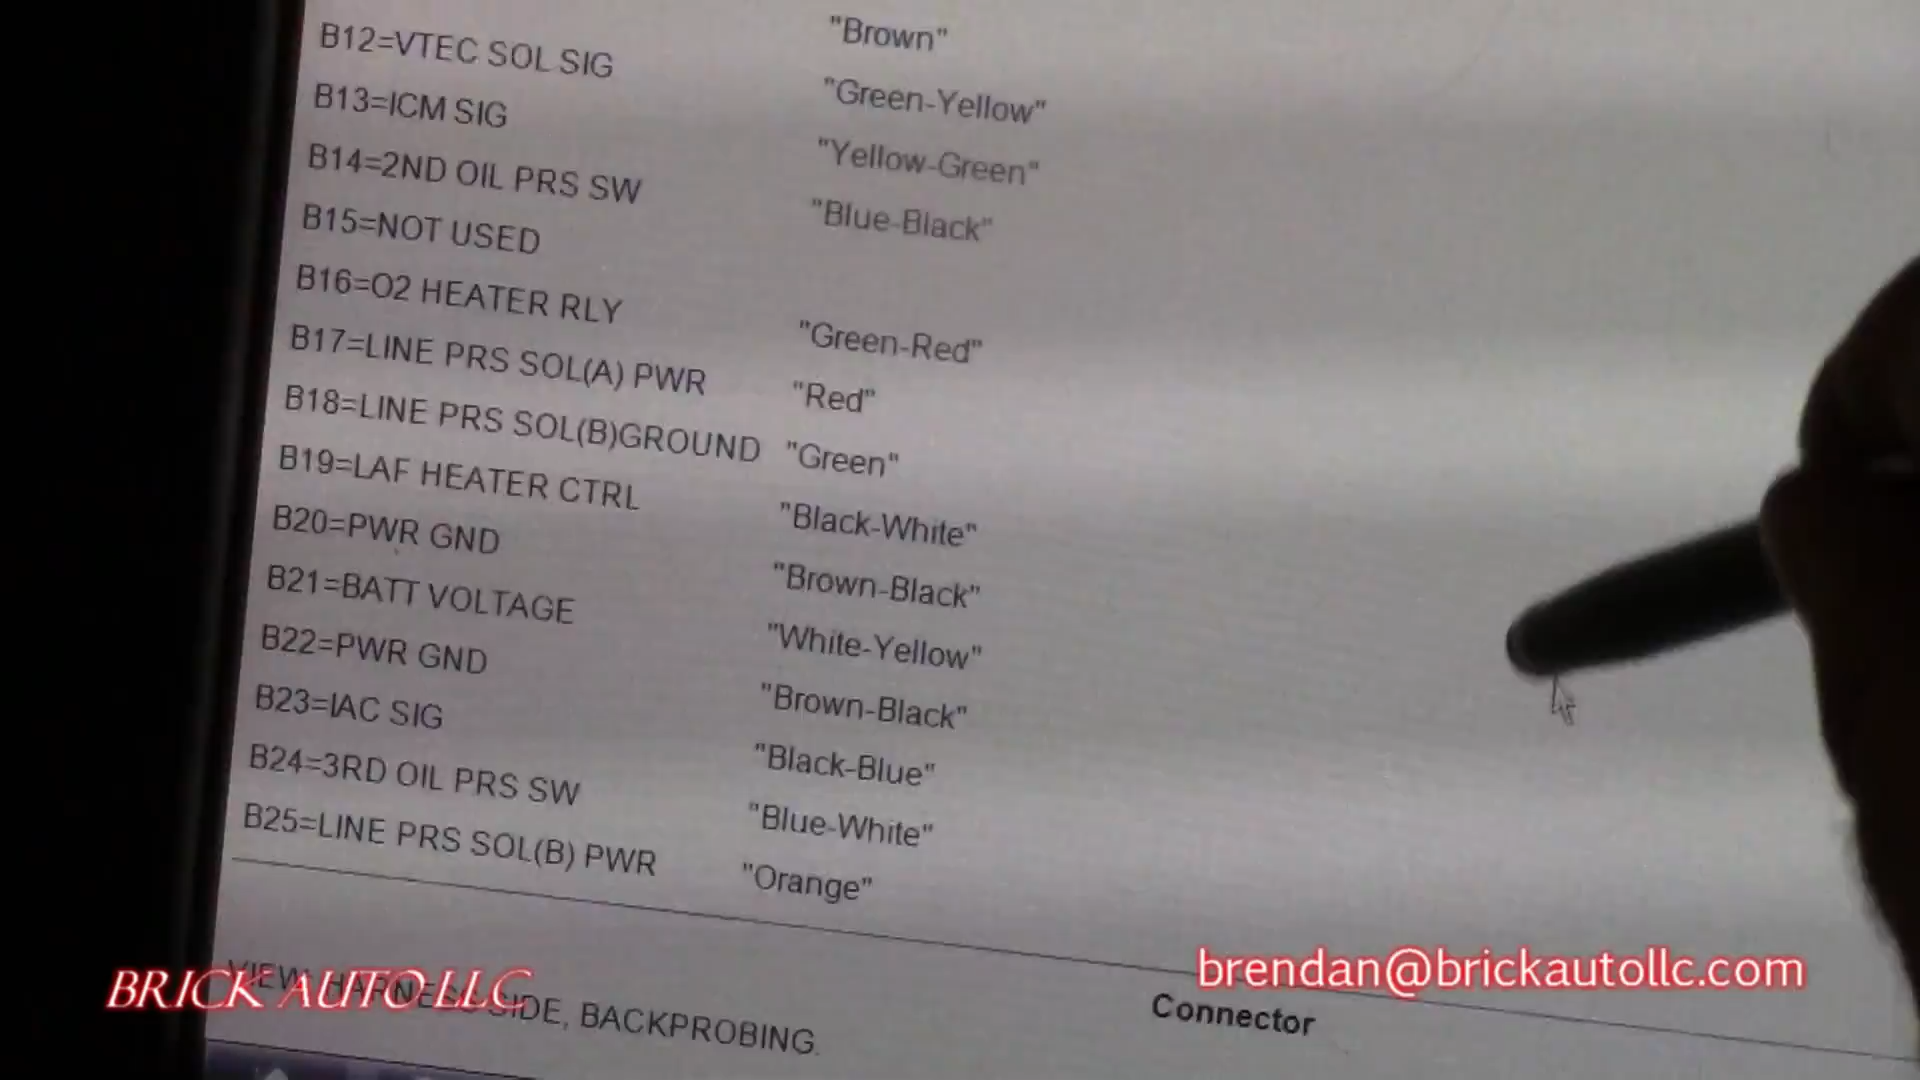 "Brown"
B12=VTEC SOL SIG "Green-Yellow"
B13=ICM SIG "Yellow-Green"
B14=2ND OIL PRS SW "Blue-Black"
B15=NOT USED
B16=O2 HEATER RLY "Green-Red"
B17=LINE PRS SOL(A) PWR "Red"
B18=LINE PRS SOL(B)GROUND "Green"
B19=LAF HEATER CTRL "Black-White"
B20=PWR GND "Brown-Black"
B21=BATT VOLTAGE "White-Yellow"
B22=PWR GND "Brown-Black"
B23=IAC SIG "Black-Blue"
B24=3RD OIL PRS SW "Blue-White"
B25=LINE PRS SOL(B) PWR "Orange"
VIEW HARNESS SIDE, BACKPROBING.
Connector
BRICK AUTO LLC
brendan@brickautollc.com